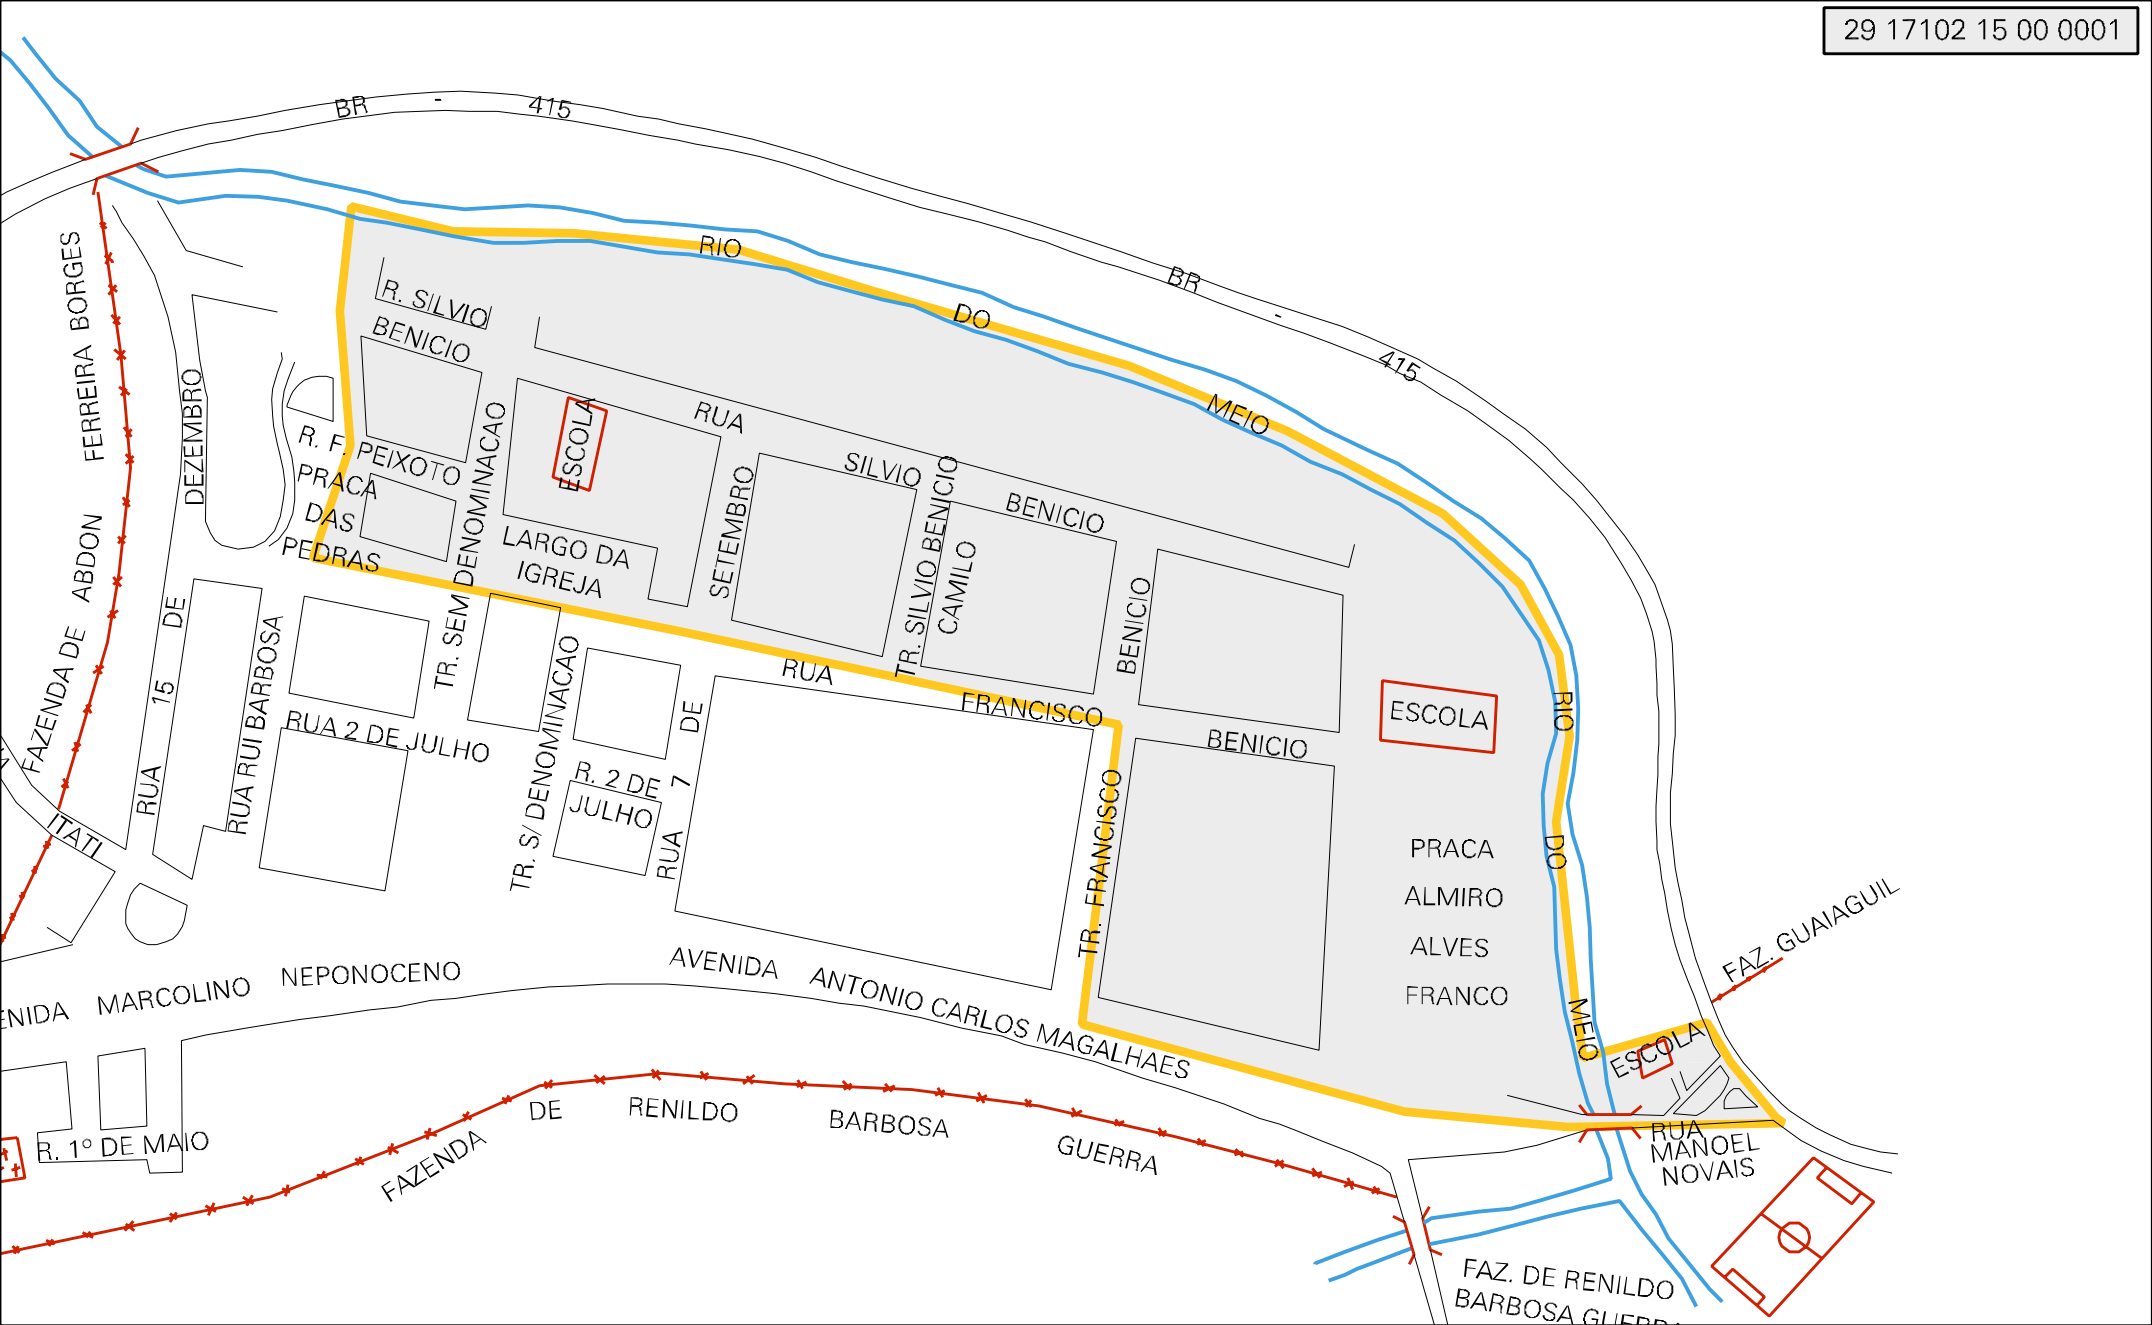 29 17102 15 00 0001
BR - 415
BR - 415
RIO DO MEIO
RIO DO MEIO
FAZENDA DE ABDON FERREIRA BORGES
RUA 15 DE DEZEMBRO
R. SILVIO
BENICIO
R. F. PEIXOTO
PRACA
DAS
PEDRAS
TR. SEM DENOMINACAO
ESCOLA
LARGO DA
IGREJA
RUA SILVIO BENICIO
RUA 7 DE SETEMBRO
TR. SILVIO BENICIO
CAMILO
BENICIO
RUA FRANCISCO BENICIO
TR. FRANCISCO
ESCOLA
PRACA
ALMIRO
ALVES
FRANCO
RUA RUI BARBOSA
RUA 2 DE JULHO
TR. S/ DENOMINACAO
R. 2 DE
JULHO
ITATI
MARCOLINO NEPONOCENO
AVENIDA ANTONIO CARLOS MAGALHAES
FAZ. GUAIAGUIL
ESCOLA
RUA
MANOEL
NOVAIS
R. 1º DE MAIO
FAZENDA DE RENILDO BARBOSA GUERRA
FAZ. DE RENILDO
BARBOSA